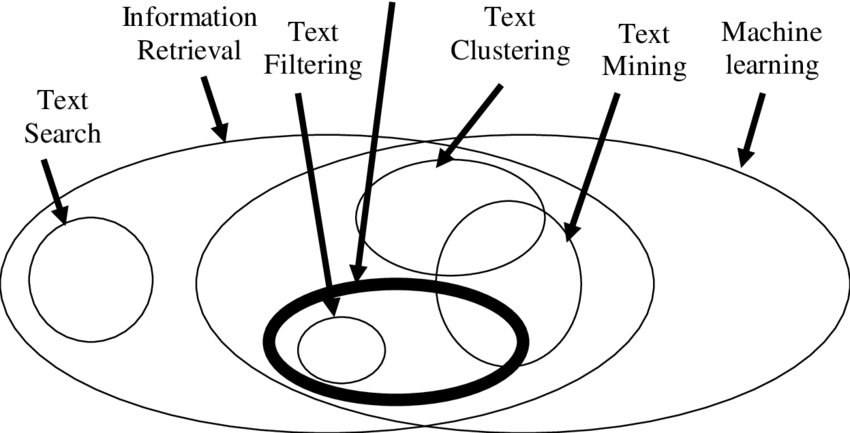 Information
Retrieval
Text
Filtering
Text
Clustering
Text
Mining
Machine
learning
Text
Search